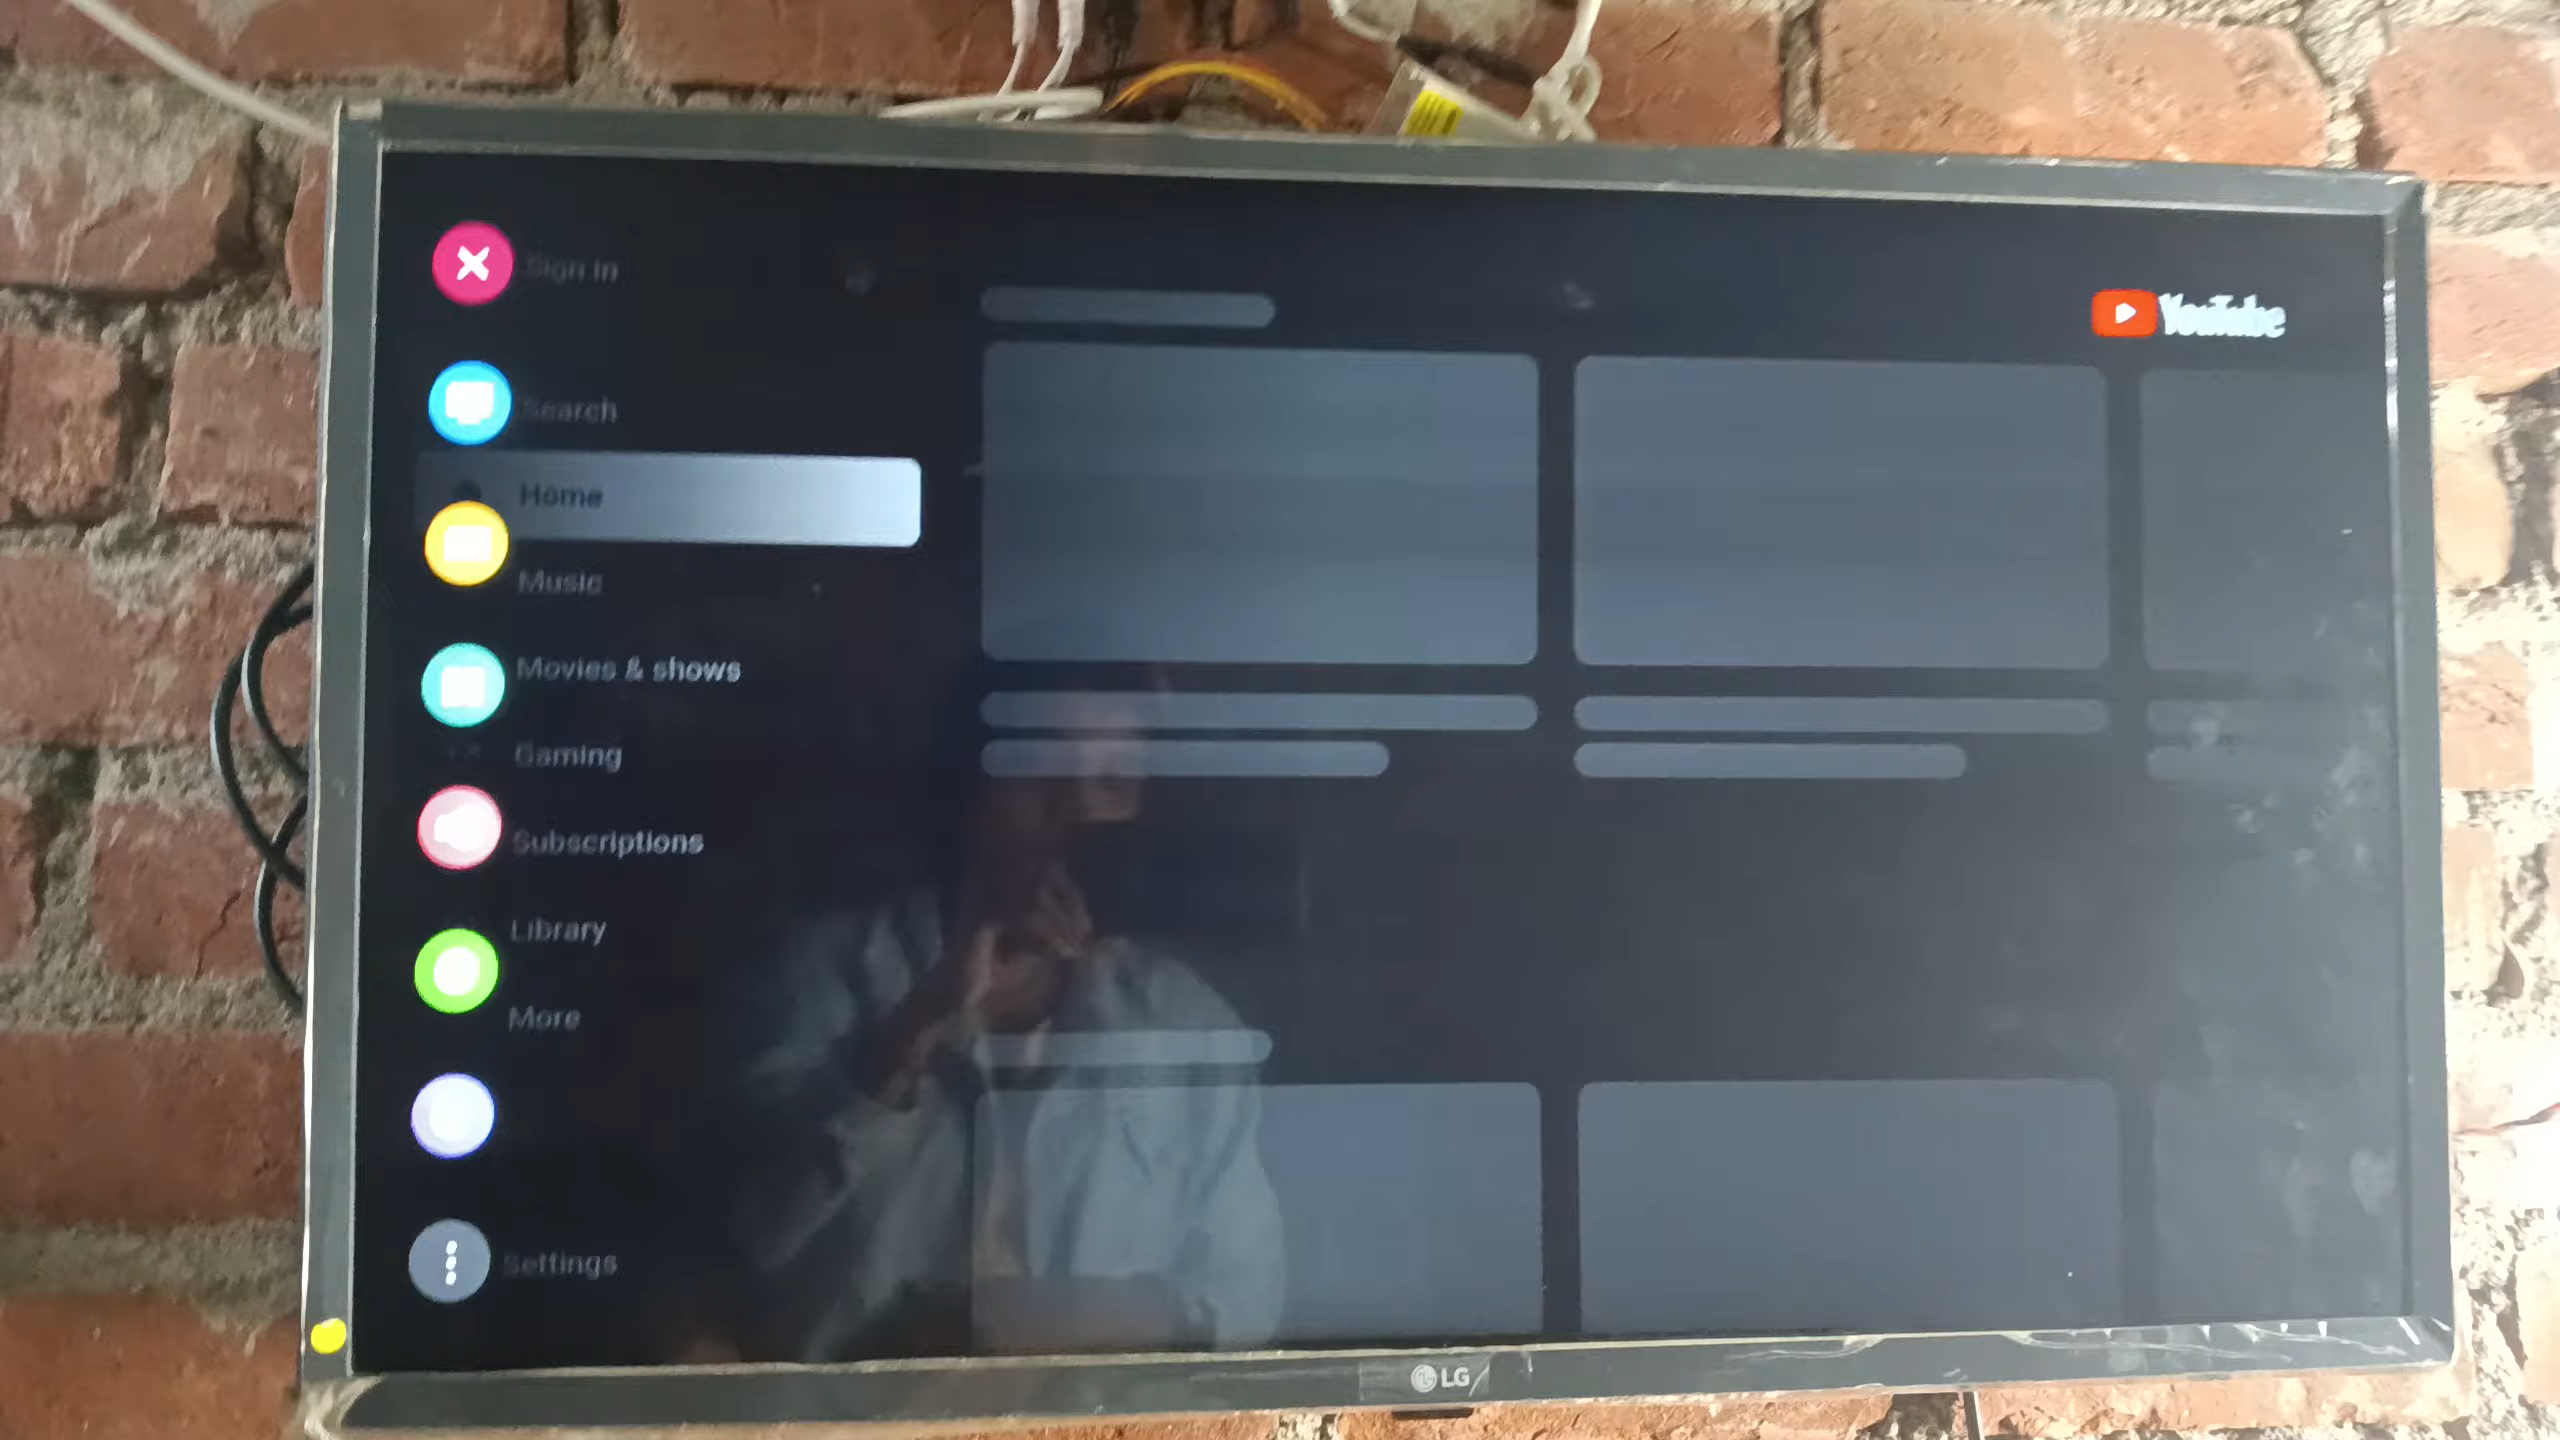 Sign in
YouTube
Search
Home
Music
Movies & shows
Gaming
Subscriptions
Library
More
Settings
LG